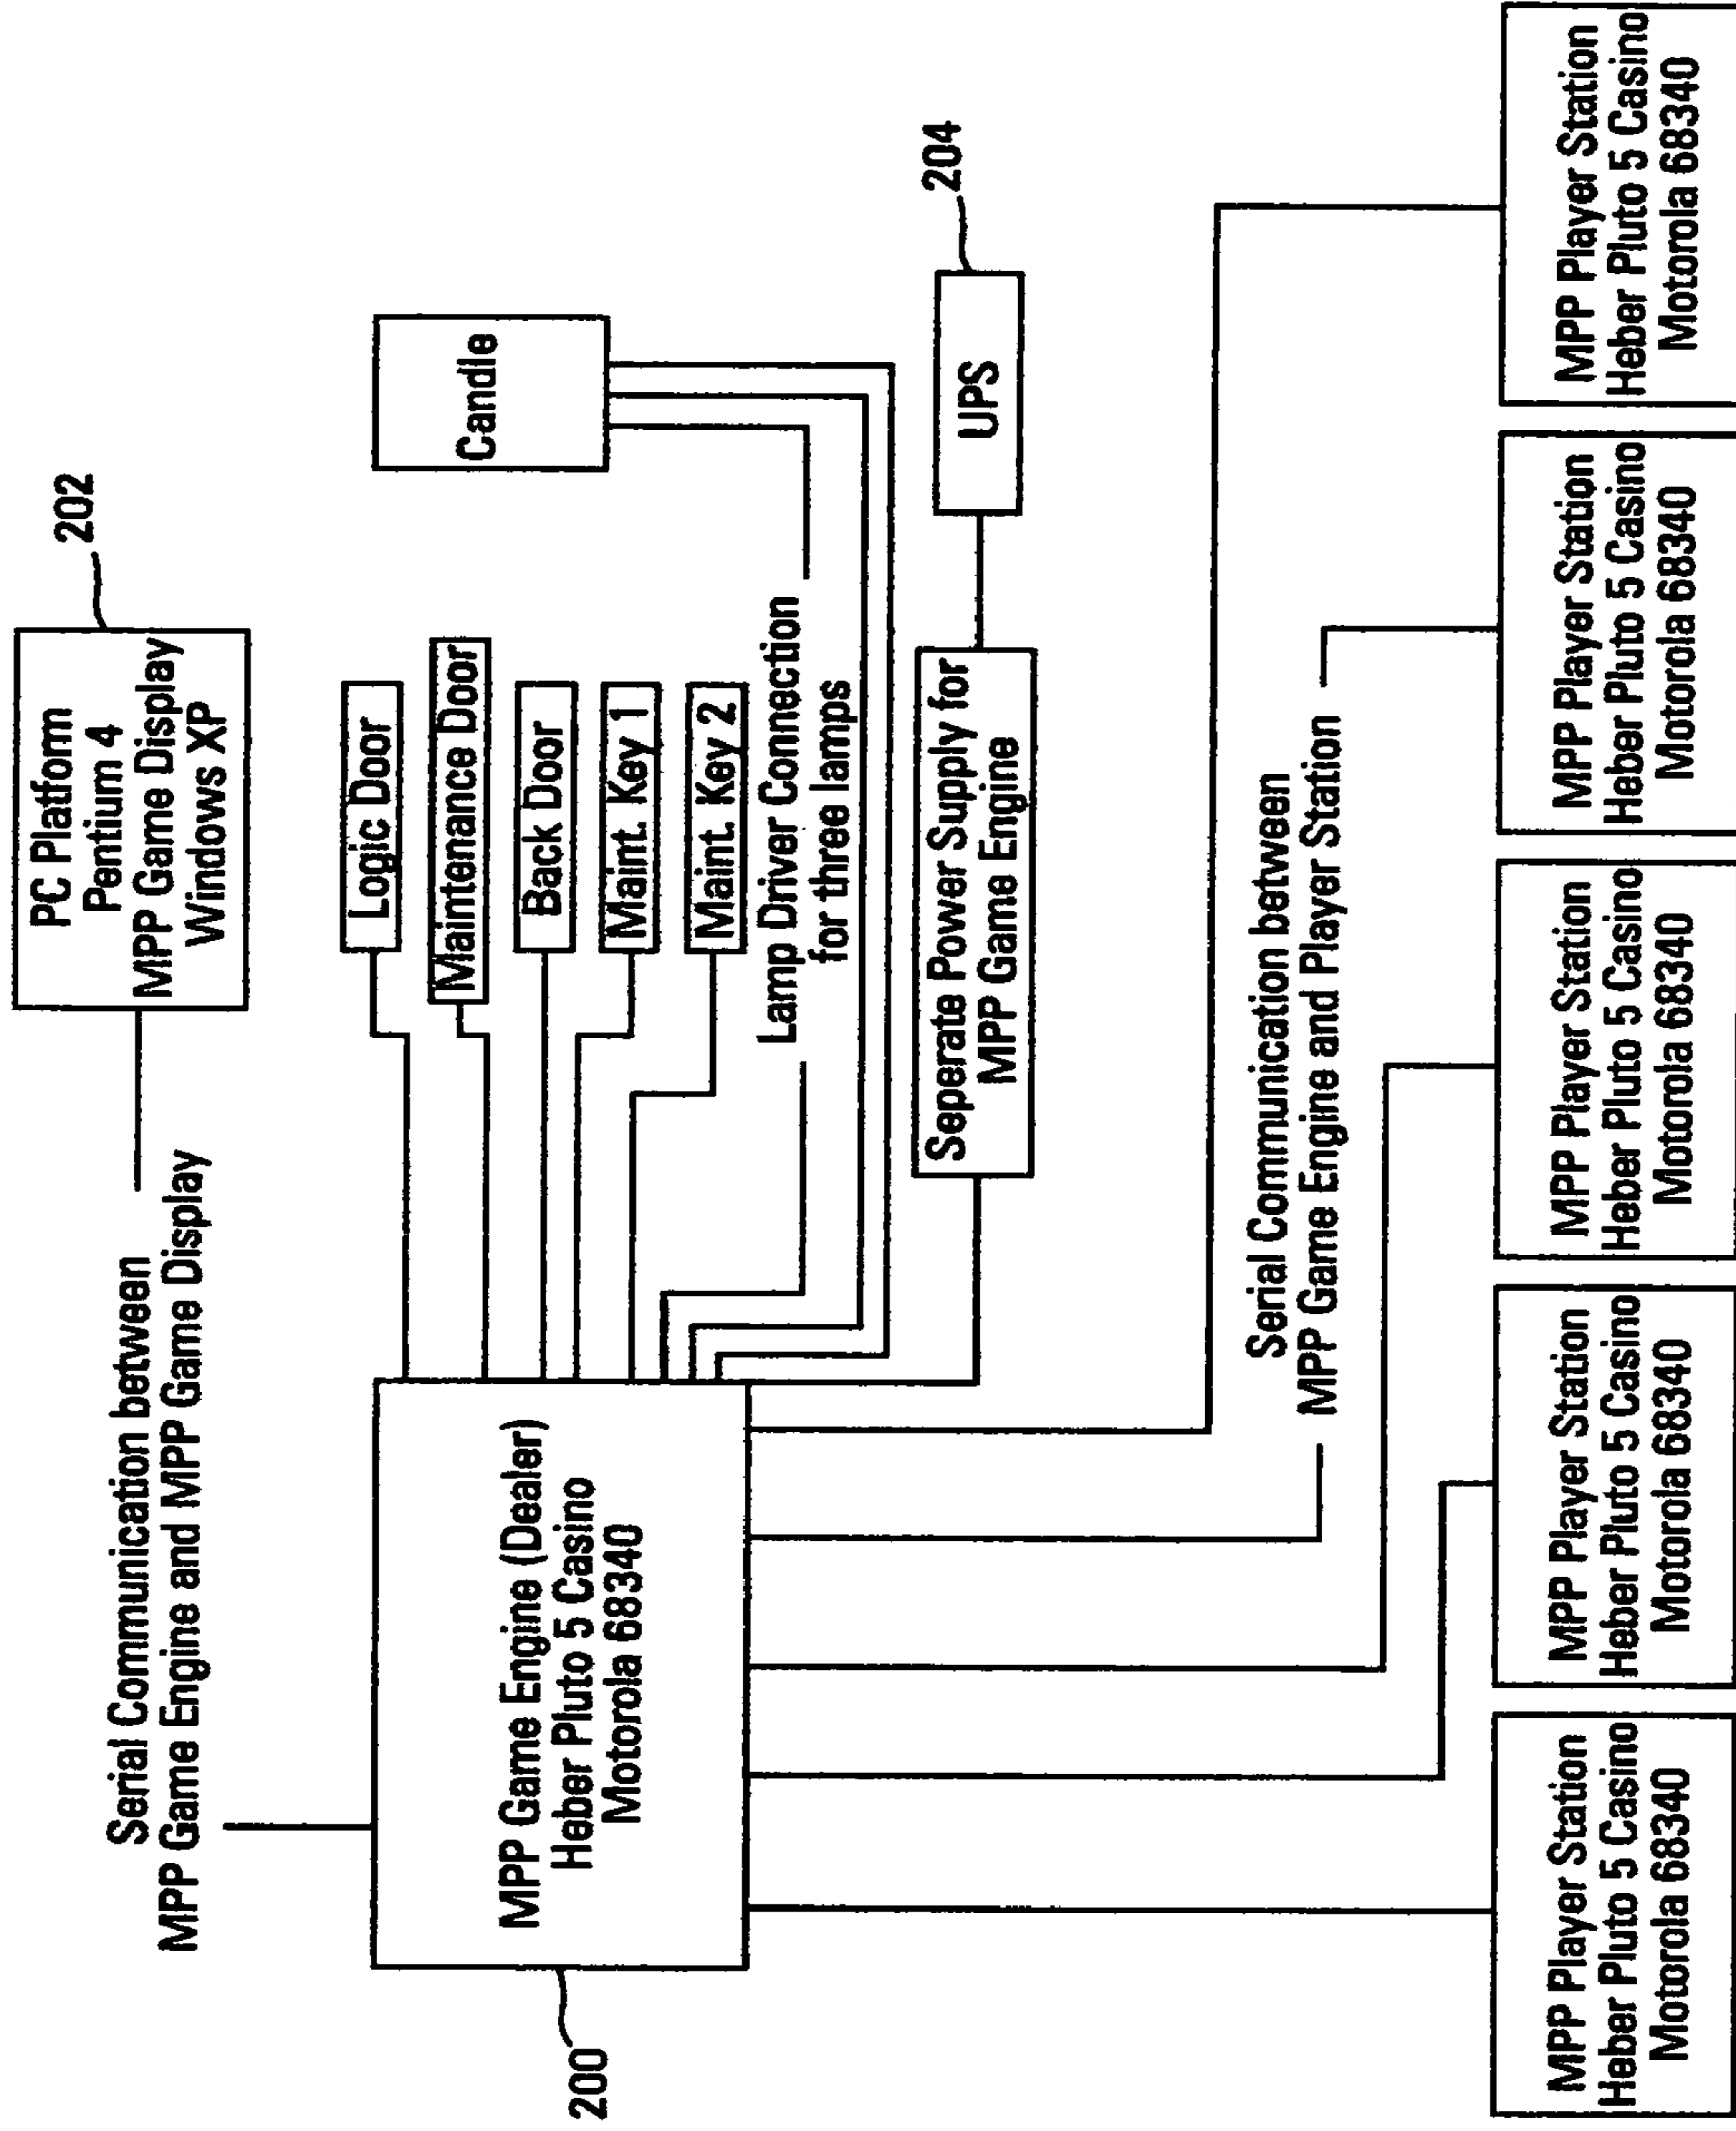 PC Platform
Pentium 4
MPP Game Display
Windows XP
202
Serial Communication between
MPP Game Engine and MPP Game Display
Logic Door
Maintenance Door
Back Door
Maint. Key 1
Maint. Key 2
Candle
Lamp Driver Connection
for three lamps
MPP Game Engine (Dealer)
Heber Pluto 5 Casino
Motorola 68340
200
Seperate Power Supply for
MPP Game Engine
UPS
204
Serial Communication between
MPP Game Engine and Player Station
MPP Player Station
Heber Pluto 5 Casino
Motorola 68340
MPP Player Station
Heber Pluto 5 Casino
Motorola 68340
MPP Player Station
Heber Pluto 5 Casino
Motorola 68340
MPP Player Station
Heber Pluto 5 Casino
Motorola 68340
MPP Player Station
Heber Pluto 5 Casino
Motorola 68340